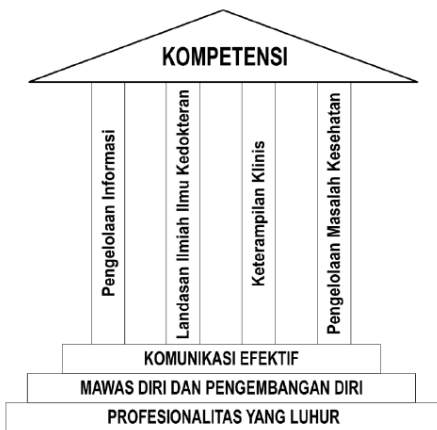 KOMPETENSI
Pengelolaan Informasi
Landasan Ilmiah Ilmu Kedokteran
Keterampilan Klinis
Pengelolaan Masalah Kesehatan
KOMUNIKASI EFEKTIF
MAWAS DIRI DAN PENGEMBANGAN DIRI
PROFESIONALITAS YANG LUHUR